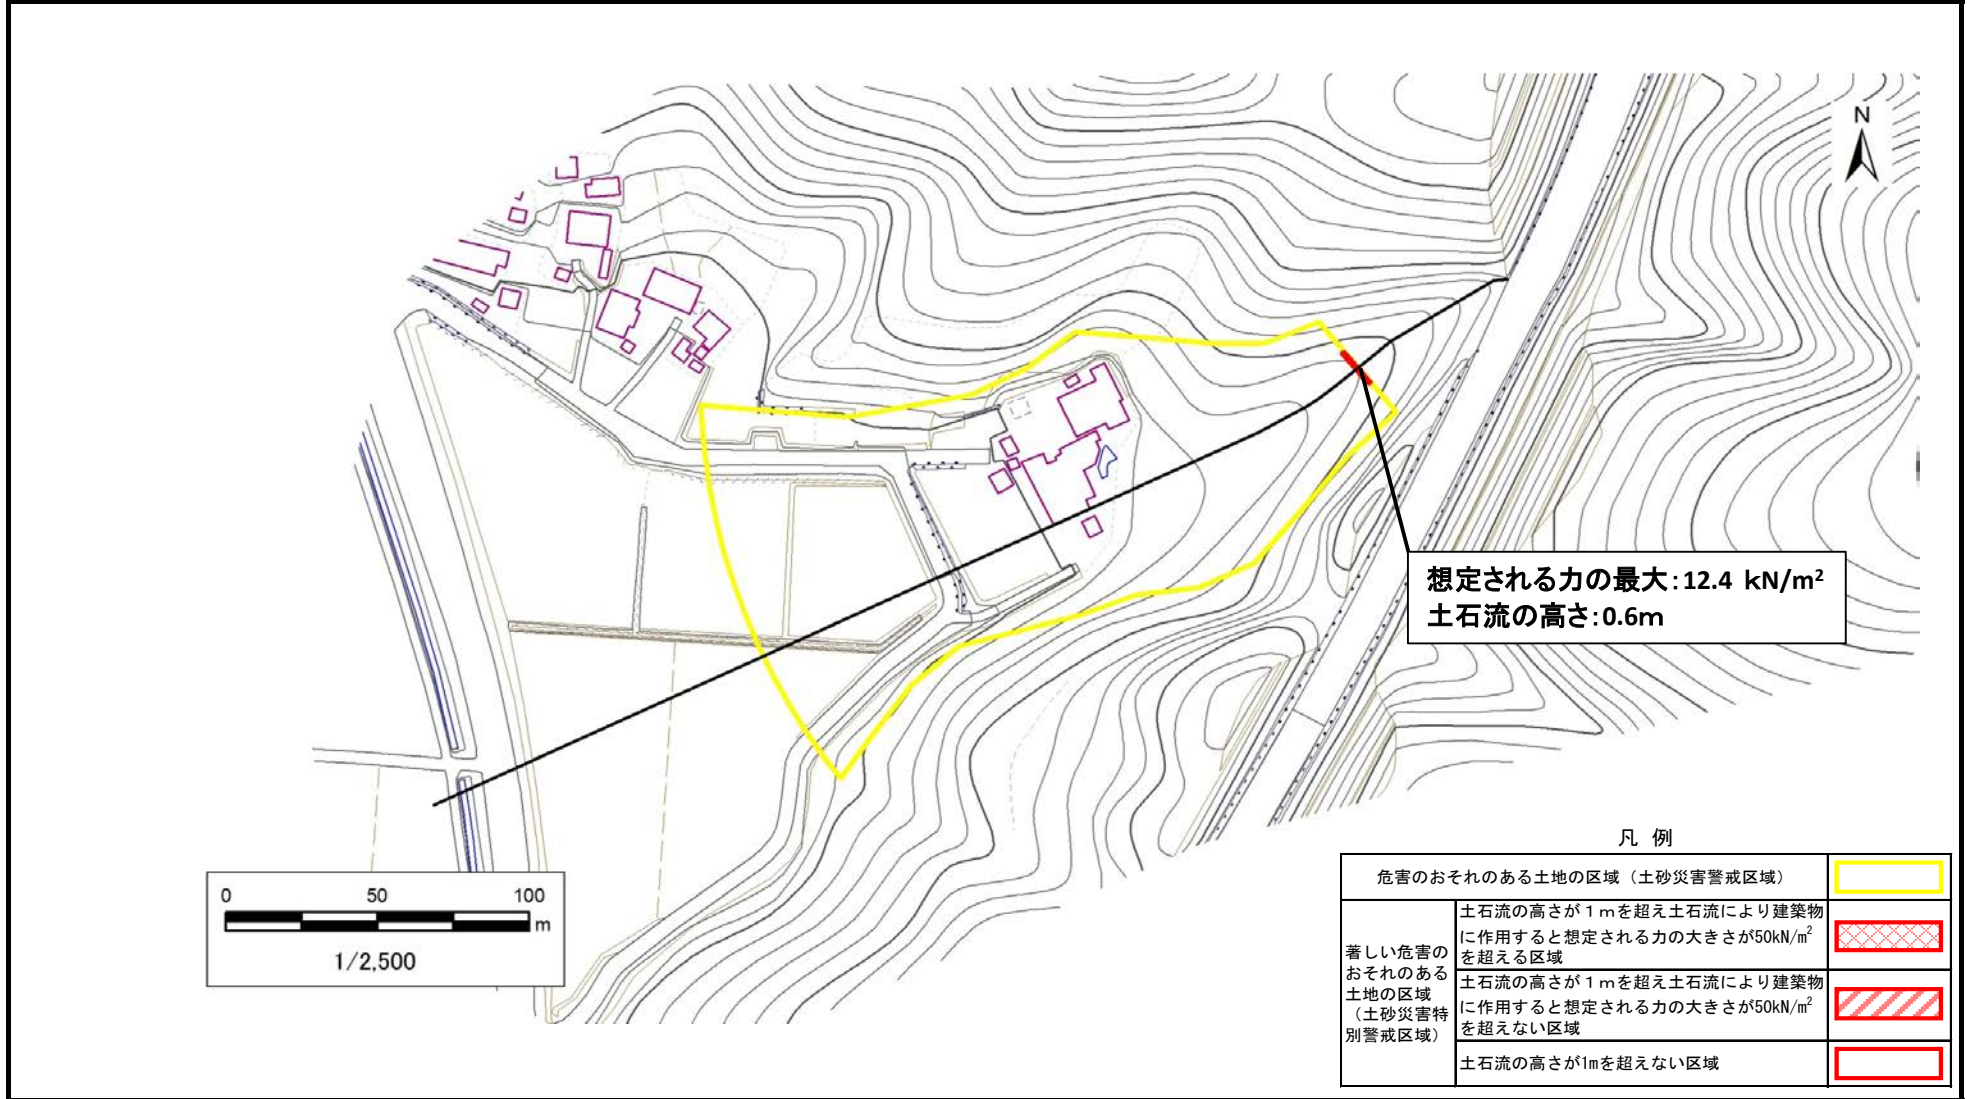 N
想定される力の最大:12.4 kN/m²
土石流の高さ:0.6m
0 50 100
m
1/2,500
凡 例
危害のおそれのある土地の区域（土砂災害警戒区域）
著しい危害の
おそれのある
土地の区域
（土砂災害特
別警戒区域）
土石流の高さが１ｍを超え土石流により建築物
に作用すると想定される力の大きさが50kN/㎡
を超える区域
土石流の高さが１ｍを超え土石流により建築物
に作用すると想定される力の大きさが50kN/㎡
を超えない区域
土石流の高さが1mを超えない区域